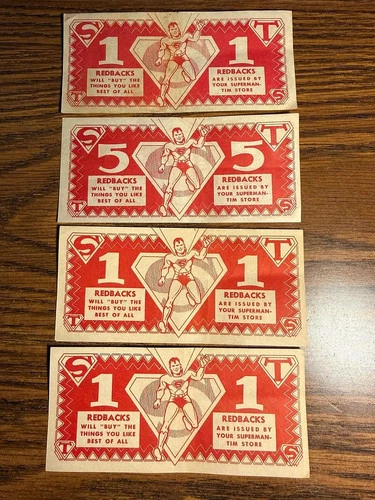 S T
1 1
REDBACKS REDBACKS
WILL "BUY" THE ARE ISSUED BY
THINGS YOU LIKE YOUR SUPERMAN-
BEST OF ALL TIM STORE
T S
S T
5 5
REDBACKS REDBACKS
WILL "BUY" THE ARE ISSUED BY
THINGS YOU LIKE YOUR SUPERMAN-
BEST OF ALL TIM STORE
T S
S T
1 1
REDBACKS REDBACKS
WILL "BUY" THE ARE ISSUED BY
THINGS YOU LIKE YOUR SUPERMAN-
BEST OF ALL TIM STORE
T S
S T
1 1
REDBACKS REDBACKS
WILL "BUY" THE ARE ISSUED BY
THINGS YOU LIKE YOUR SUPERMAN-
BEST OF ALL TIM STORE
T S